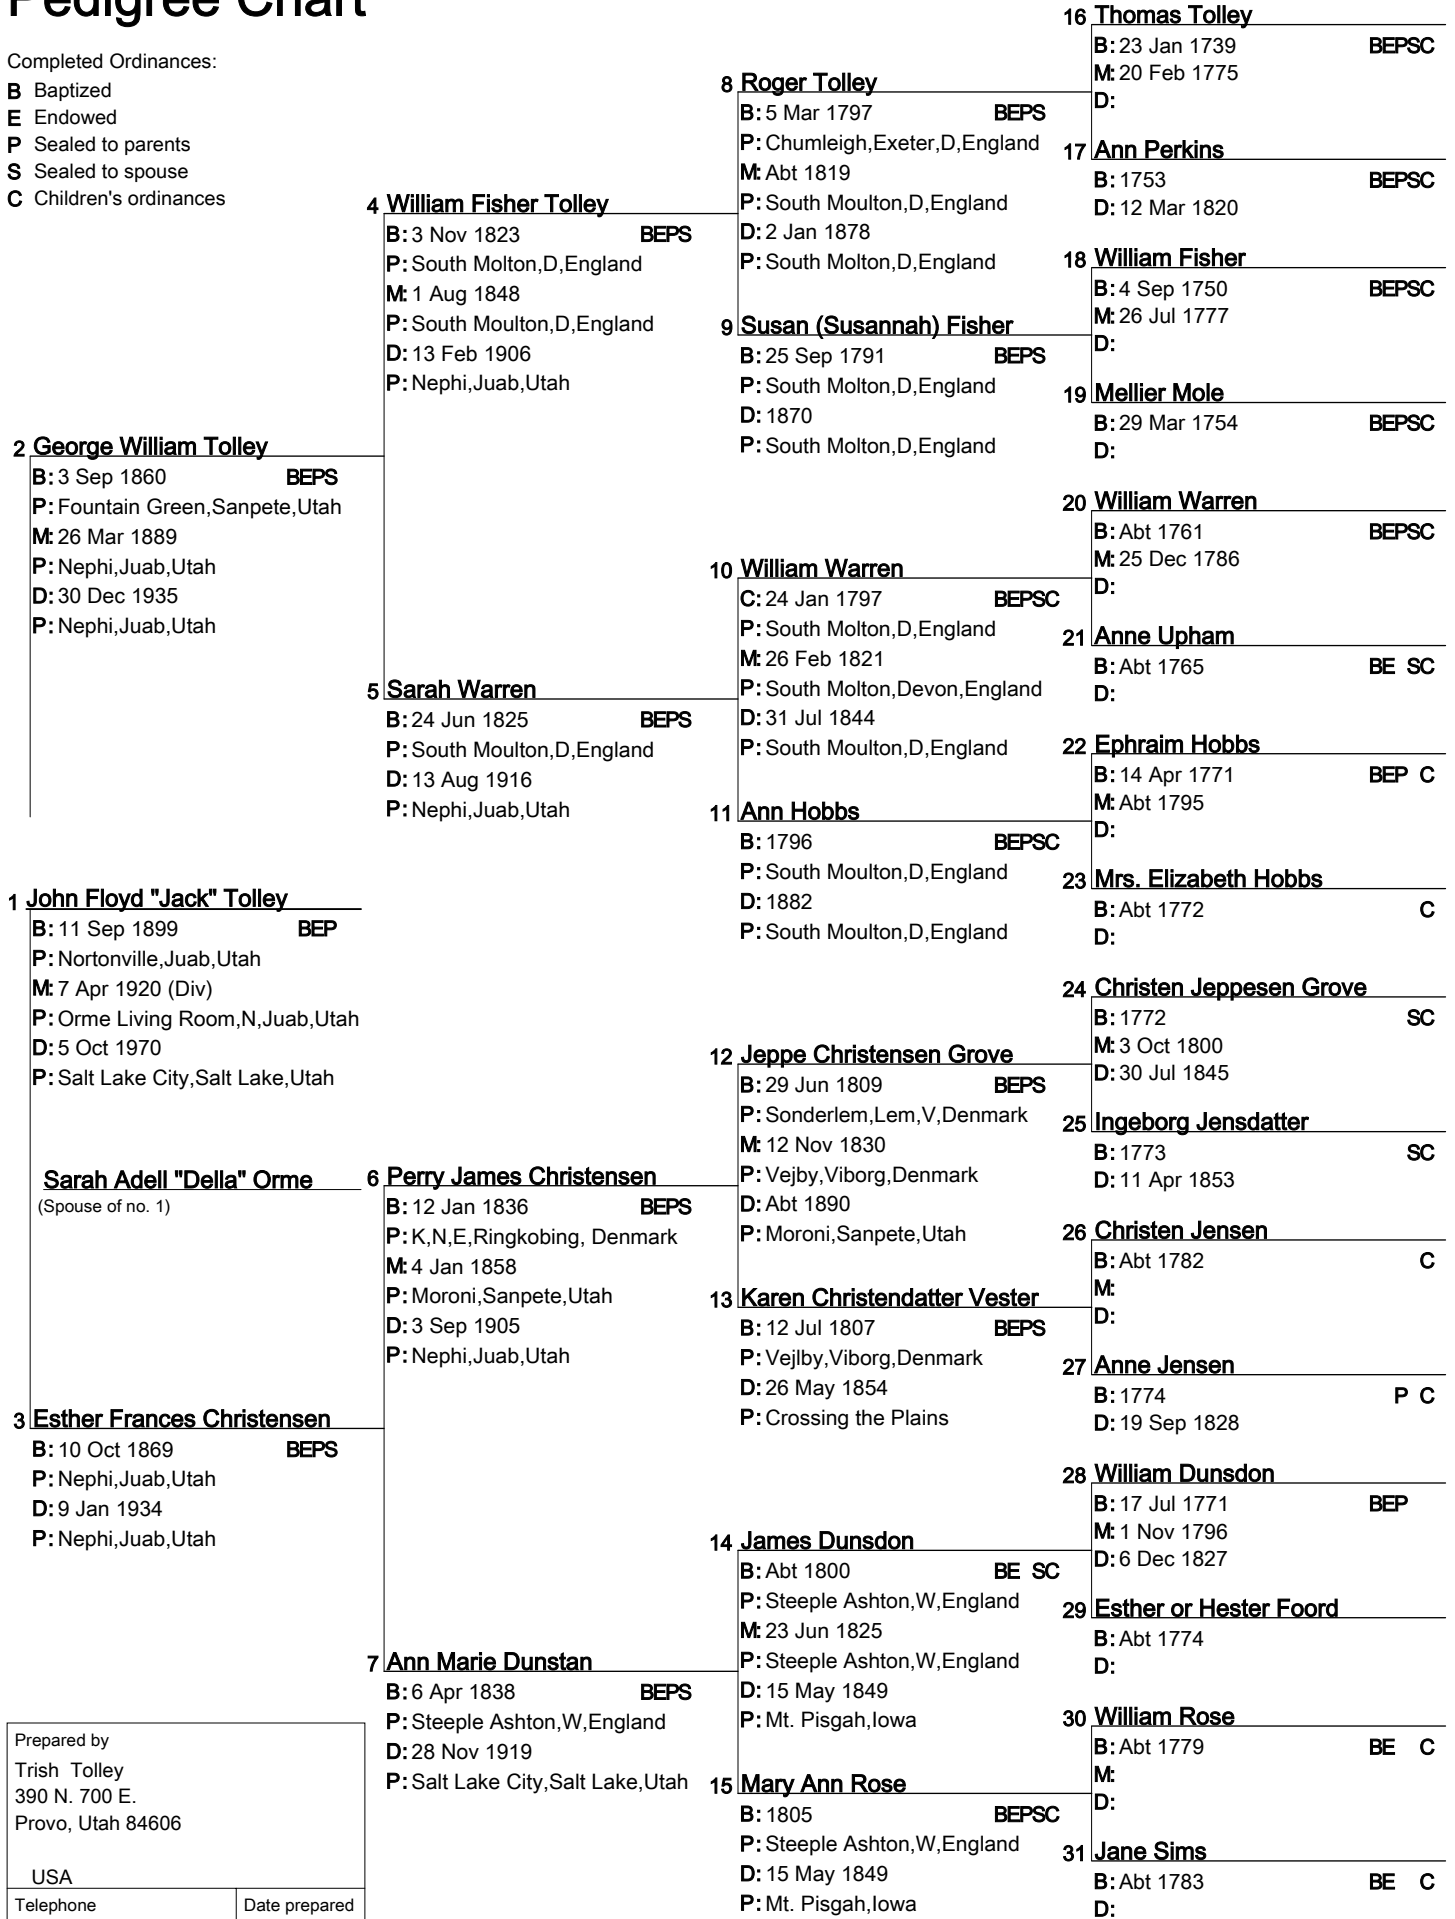 Pedigree Chart
Completed Ordinances:
B Baptized
E Endowed
P Sealed to parents
S Sealed to spouse
C Children's ordinances
2 George William Tolley
B: 3 Sep 1860 BEPS
P: Fountain Green,Sanpete,Utah
M: 26 Mar 1889
P: Nephi,Juab,Utah
D: 30 Dec 1935
P: Nephi,Juab,Utah
1 John Floyd "Jack" Tolley
B: 11 Sep 1899 BEP
P: Nortonville,Juab,Utah
M: 7 Apr 1920 (Div)
P: Orme Living Room,N,Juab,Utah
D: 5 Oct 1970
P: Salt Lake City,Salt Lake,Utah
Sarah Adell "Della" Orme
(Spouse of no. 1)
3 Esther Frances Christensen
B: 10 Oct 1869 BEPS
P: Nephi,Juab,Utah
D: 9 Jan 1934
P: Nephi,Juab,Utah
Prepared by
Trish Tolley
390 N. 700 E.
Provo, Utah 84606
USA
Telephone Date prepared
4 William Fisher Tolley
B: 3 Nov 1823 BEPS
P: South Molton,D,England
M: 1 Aug 1848
P: South Moulton,D,England
D: 13 Feb 1906
P: Nephi,Juab,Utah
5 Sarah Warren
B: 24 Jun 1825 BEPS
P: South Moulton,D,England
D: 13 Aug 1916
P: Nephi,Juab,Utah
6 Perry James Christensen
B: 12 Jan 1836 BEPS
P: K,N,E,Ringkobing, Denmark
M: 4 Jan 1858
P: Moroni,Sanpete,Utah
D: 3 Sep 1905
P: Nephi,Juab,Utah
7 Ann Marie Dunstan
B: 6 Apr 1838 BEPS
P: Steeple Ashton,W,England
D: 28 Nov 1919
P: Salt Lake City,Salt Lake,Utah
8 Roger Tolley
B: 5 Mar 1797 BEPS
P: Chumleigh,Exeter,D,England
M: Abt 1819
P: South Moulton,D,England
D: 2 Jan 1878
P: South Molton,D,England
9 Susan (Susannah) Fisher
B: 25 Sep 1791 BEPS
P: South Molton,D,England
D: 1870
P: South Molton,D,England
10 William Warren
C: 24 Jan 1797 BEPSC
P: South Molton,D,England
M: 26 Feb 1821
P: South Molton,Devon,England
D: 31 Jul 1844
P: South Moulton,D,England
11 Ann Hobbs
B: 1796 BEPSC
P: South Moulton,D,England
D: 1882
P: South Moulton,D,England
12 Jeppe Christensen Grove
B: 29 Jun 1809 BEPS
P: Sonderlem,Lem,V,Denmark
M: 12 Nov 1830
P: Vejby,Viborg,Denmark
D: Abt 1890
P: Moroni,Sanpete,Utah
13 Karen Christendatter Vester
B: 12 Jul 1807 BEPS
P: Vejlby,Viborg,Denmark
D: 26 May 1854
P: Crossing the Plains
14 James Dunsdon
B: Abt 1800 BE SC
P: Steeple Ashton,W,England
M: 23 Jun 1825
P: Steeple Ashton,W,England
D: 15 May 1849
P: Mt. Pisgah,Iowa
15 Mary Ann Rose
B: 1805 BEPSC
P: Steeple Ashton,W,England
D: 15 May 1849
P: Mt. Pisgah,Iowa
16 Thomas Tolley
B: 23 Jan 1739 BEPSC
M: 20 Feb 1775
D:
17 Ann Perkins
B: 1753 BEPSC
D: 12 Mar 1820
18 William Fisher
B: 4 Sep 1750 BEPSC
M: 26 Jul 1777
D:
19 Mellier Mole
B: 29 Mar 1754 BEPSC
D:
20 William Warren
B: Abt 1761 BEPSC
M: 25 Dec 1786
D:
21 Anne Upham
B: Abt 1765 BE SC
D:
22 Ephraim Hobbs
B: 14 Apr 1771 BEP C
M: Abt 1795
D:
23 Mrs. Elizabeth Hobbs
B: Abt 1772 C
D:
24 Christen Jeppesen Grove
B: 1772 SC
M: 3 Oct 1800
D: 30 Jul 1845
25 Ingeborg Jensdatter
B: 1773 SC
D: 11 Apr 1853
26 Christen Jensen
B: Abt 1782 C
M:
D:
27 Anne Jensen
B: 1774 P C
D: 19 Sep 1828
28 William Dunsdon
B: 17 Jul 1771 BEP
M: 1 Nov 1796
D: 6 Dec 1827
29 Esther or Hester Foord
B: Abt 1774
D:
30 William Rose
B: Abt 1779 BE C
M:
D:
31 Jane Sims
B: Abt 1783 BE C
D: